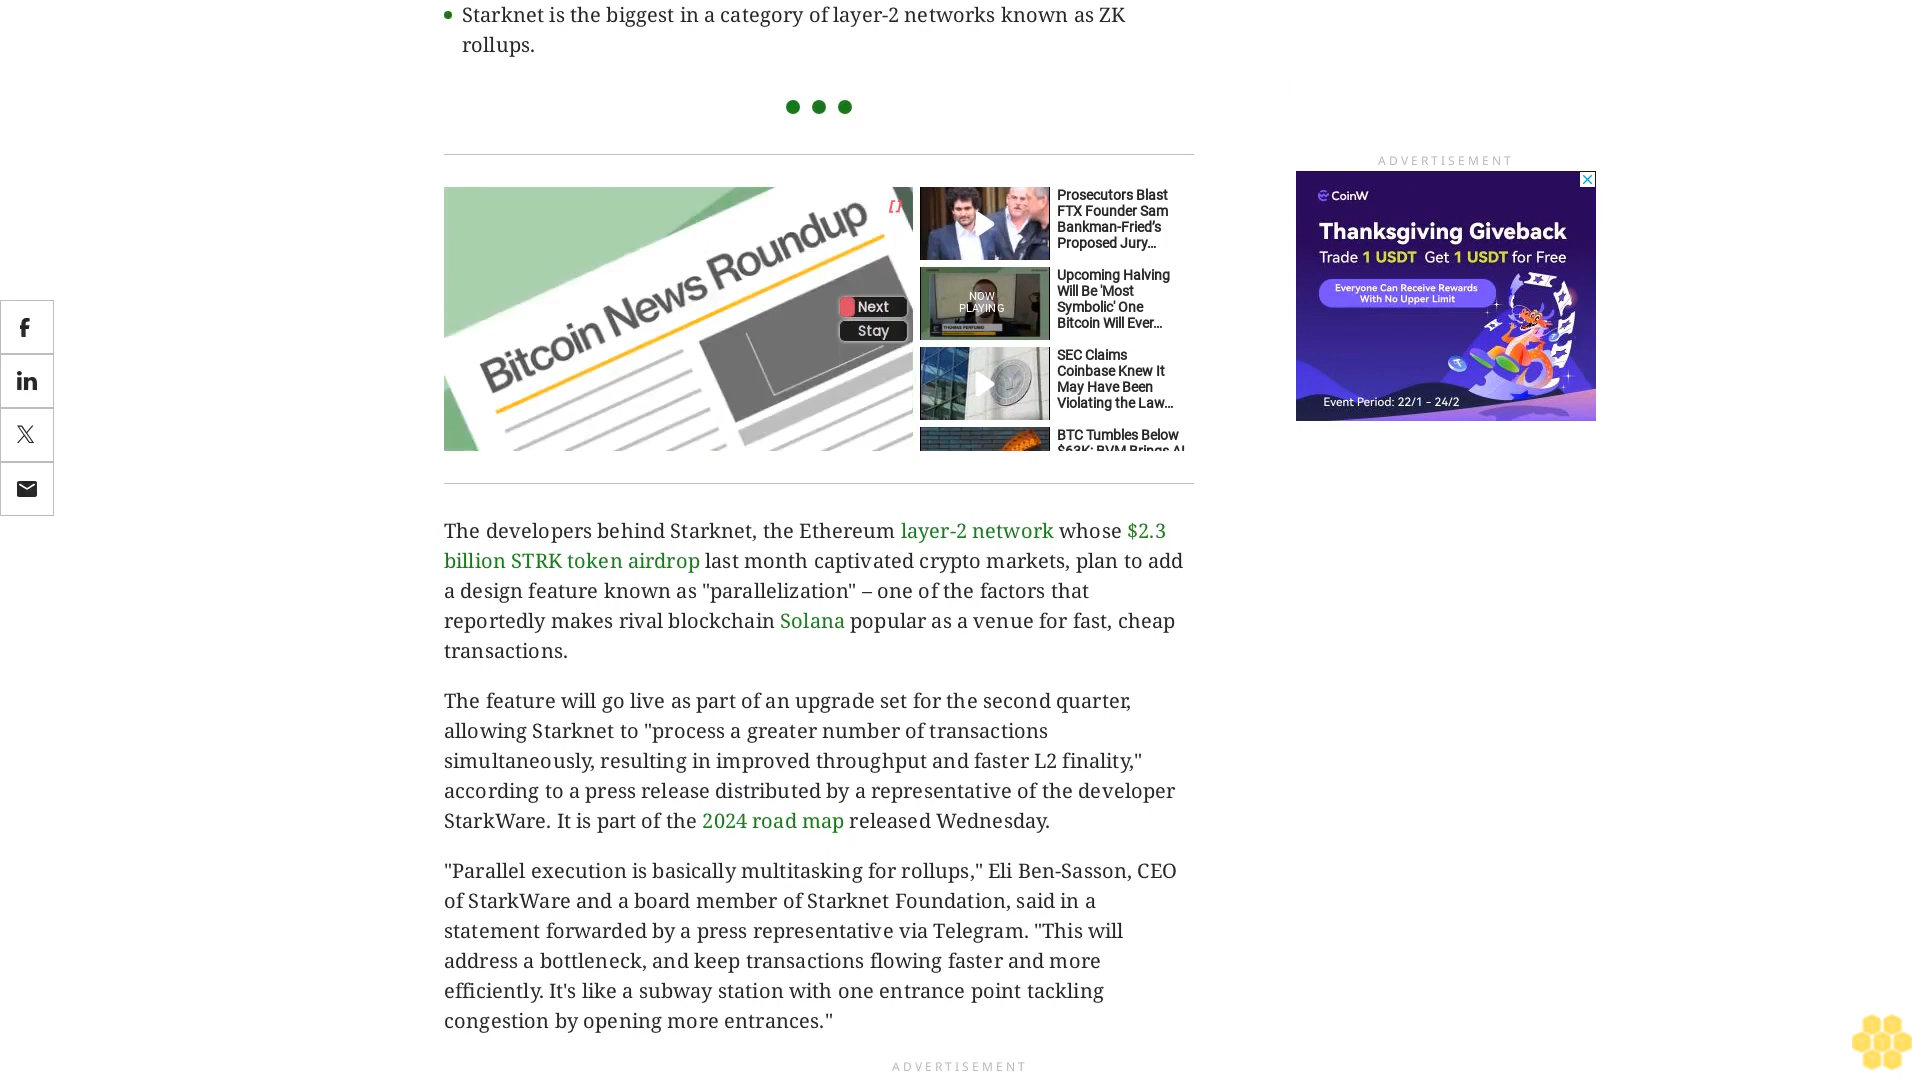 Starknet is the biggest in a category of layer-2 networks known as ZK
rollups.
Bitcoin News Roundup
[ ]
Next
Stay
Prosecutors Blast
FTX Founder Sam
Bankman-Fried’s
Proposed Jury...
NOW
PLAYING
THOMAS PERFUMO
Upcoming Halving
Will Be 'Most
Symbolic' One
Bitcoin Will Ever...
SEC Claims
Coinbase Knew It
May Have Been
Violating the Law...
BTC Tumbles Below
$63K; BVM Brings AI
ADVERTISEMENT
CoinW
Thanksgiving Giveback
Trade 1 USDT Get 1 USDT for Free
Everyone Can Receive Rewards
With No Upper Limit
Event Period: 22/1 - 24/2
f
in
X
The developers behind Starknet, the Ethereum layer-2 network whose $2.3
billion STRK token airdrop last month captivated crypto markets, plan to add
a design feature known as "parallelization" – one of the factors that
reportedly makes rival blockchain Solana popular as a venue for fast, cheap
transactions.
The feature will go live as part of an upgrade set for the second quarter,
allowing Starknet to "process a greater number of transactions
simultaneously, resulting in improved throughput and faster L2 finality,"
according to a press release distributed by a representative of the developer
StarkWare. It is part of the 2024 road map released Wednesday.
"Parallel execution is basically multitasking for rollups," Eli Ben-Sasson, CEO
of StarkWare and a board member of Starknet Foundation, said in a
statement forwarded by a press representative via Telegram. "This will
address a bottleneck, and keep transactions flowing faster and more
efficiently. It's like a subway station with one entrance point tackling
congestion by opening more entrances."
ADVERTISEMENT